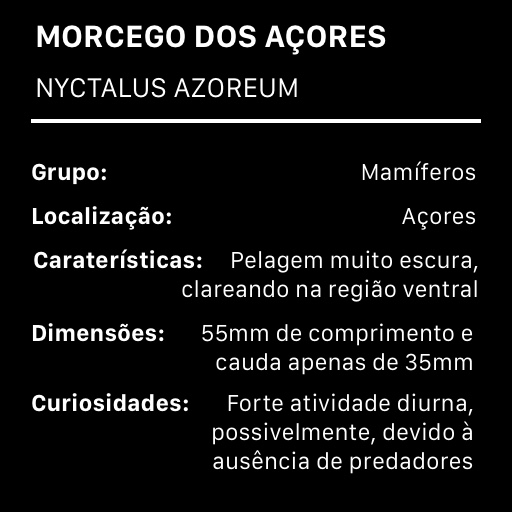 MORCEGO DOS AÇORES
NYCTALUS AZOREUM
Grupo: Mamíferos
Localização: Açores
Caraterísticas: Pelagem muito escura,
clareando na região ventral
Dimensões: 55mm de comprimento e
cauda apenas de 35mm
Curiosidades: Forte atividade diurna,
possivelmente, devido à
ausência de predadores